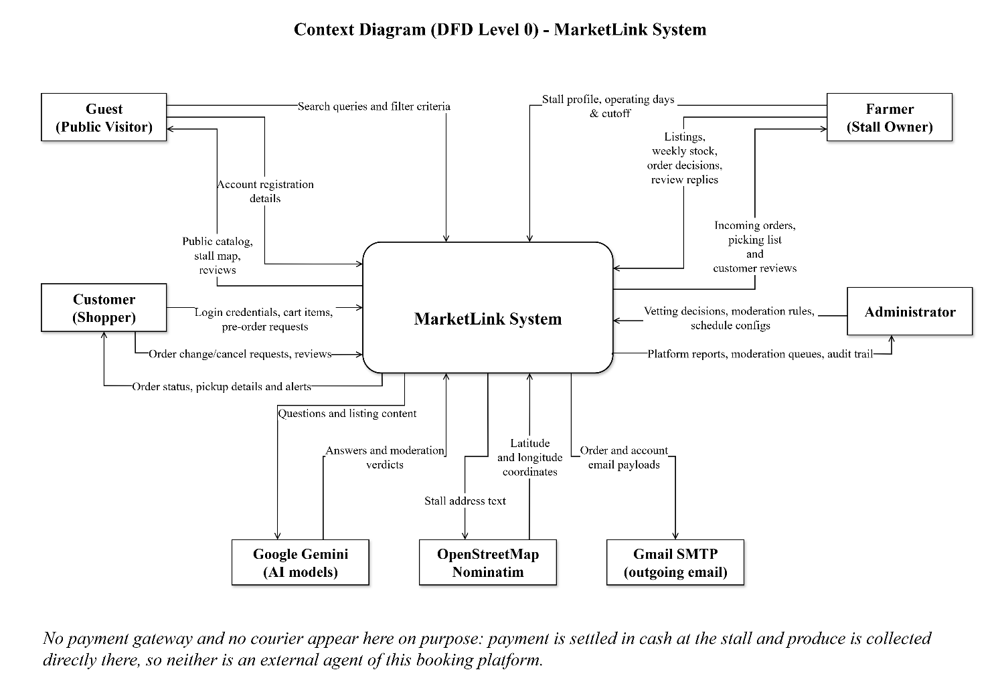 Context Diagram (DFD Level 0) - MarketLink System
Guest
(Public Visitor)
Search queries and filter criteria
Stall profile, operating days
& cutoff
Farmer
(Stall Owner)
Listings,
weekly stock,
order decisions,
review replies
Account registration
details
Incoming orders,
picking list
and
customer reviews
Public catalog,
stall map,
reviews
Customer
(Shopper)
Login credentials, cart items,
pre-order requests
MarketLink System
Vetting decisions, moderation rules,
schedule configs
Administrator
Order change/cancel requests, reviews
Platform reports, moderation queues, audit trail
Order status, pickup details and alerts
Questions and listing content
Answers and moderation
verdicts
Latitude
and longitude
coordinates
Order and account
email payloads
Stall address text
Google Gemini
(AI models)
OpenStreetMap
Nominatim
Gmail SMTP
(outgoing email)
No payment gateway and no courier appear here on purpose: payment is settled in cash at the stall and produce is collected
directly there, so neither is an external agent of this booking platform.